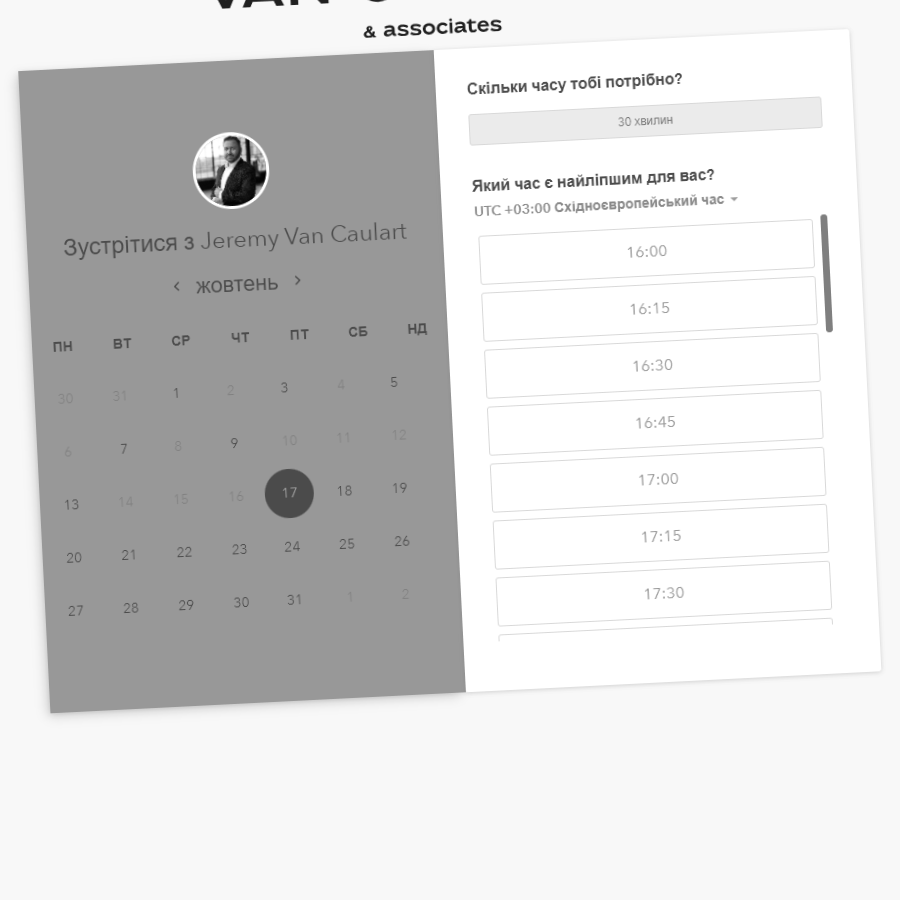 & associates
Зустрітися з Jeremy Van Caulart
жовтень
ПН ВТ СР ЧТ ПТ СБ НД
30 31 1 2 3 4 5
6 7 8 9 10 11 12
13 14 15 16 17 18 19
20 21 22 23 24 25 26
27 28 29 30 31 1 2
Скільки часу тобі потрібно?
30 хвилин
Який час є найліпшим для вас?
UTC +03:00 Східноєвропейський час
16:00
16:15
16:30
16:45
17:00
17:15
17:30